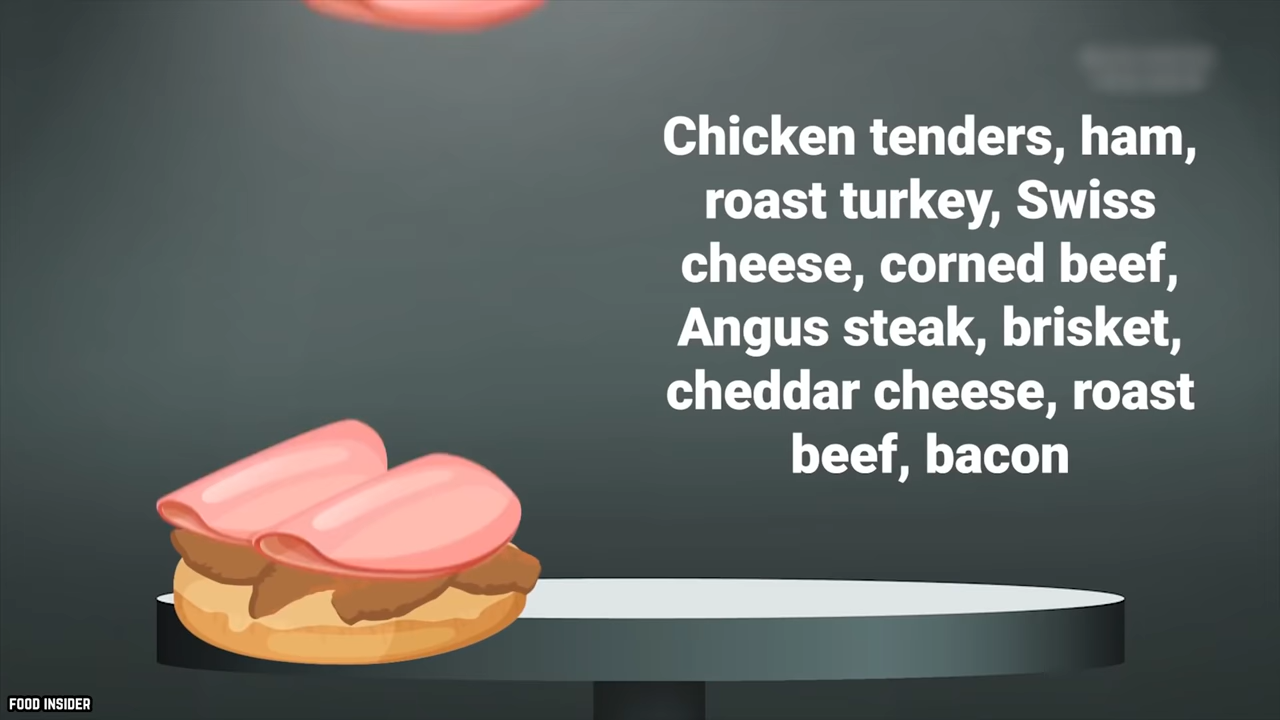 Chicken tenders, ham,
roast turkey, Swiss
cheese, corned beef,
Angus steak, brisket,
cheddar cheese, roast
beef, bacon
FOOD INSIDER